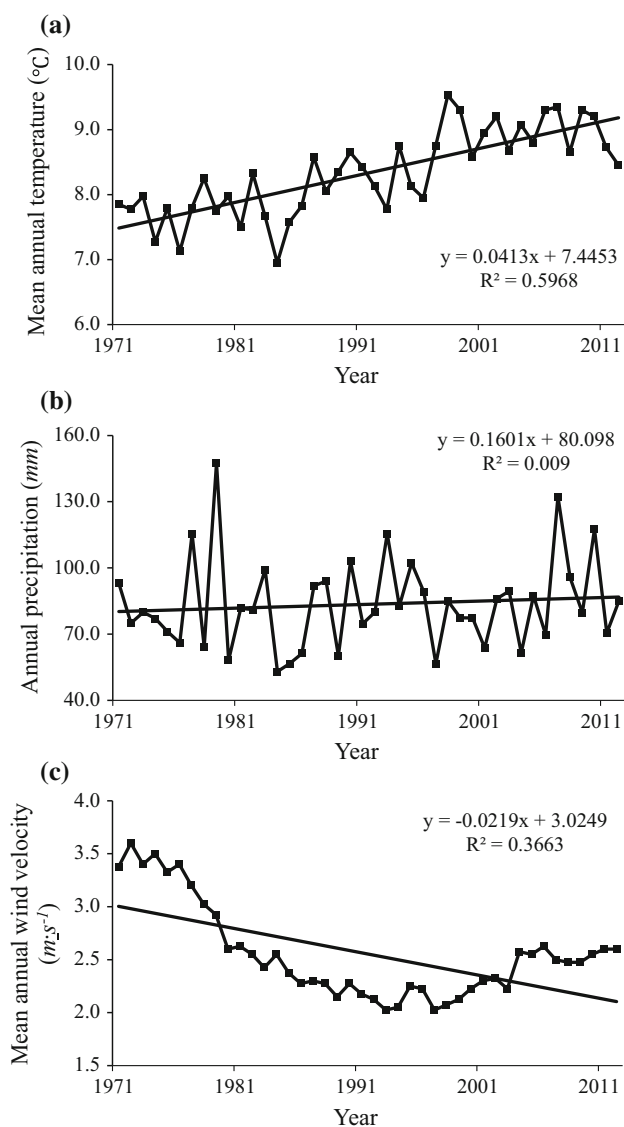 (a)
Mean annual temperature (℃)
10.0
9.0
8.0
7.0
6.0
y = 0.0413x + 7.4453
R² = 0.5968
1971 1981 1991 2001 2011
Year
(b)
Annual precipitation (mm)
160.0
130.0
100.0
70.0
40.0
y = 0.1601x + 80.098
R² = 0.009
1971 1981 1991 2001 2011
Year
(c)
Mean annual wind velocity
(m·s⁻¹)
4.0
3.5
3.0
2.5
2.0
1.5
y = -0.0219x + 3.0249
R² = 0.3663
1971 1981 1991 2001 2011
Year